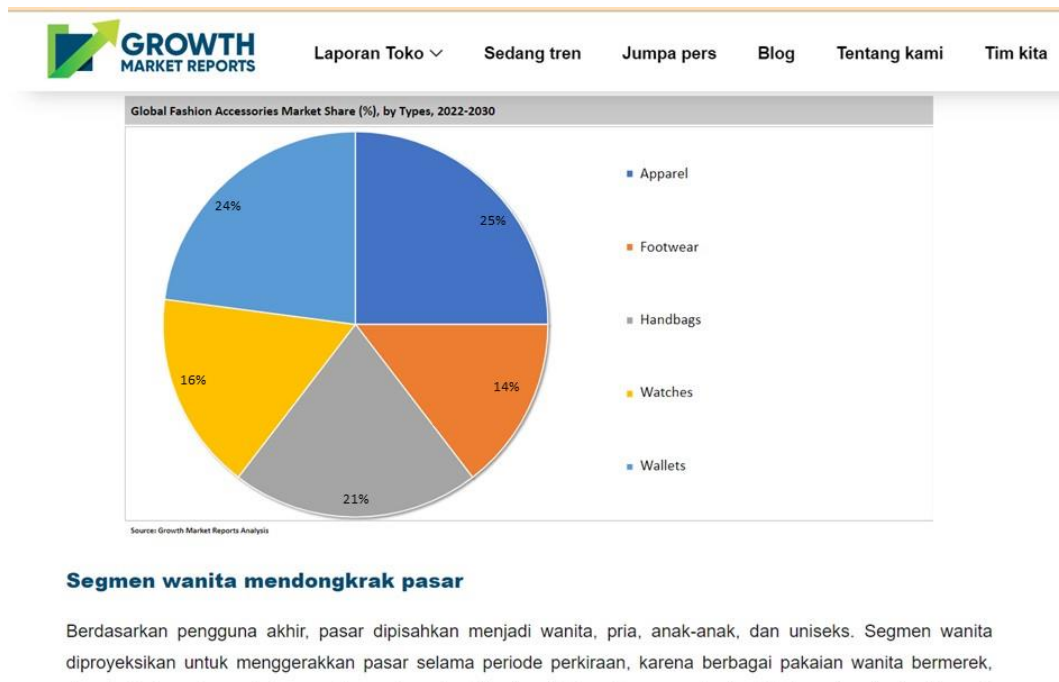 GROWTH
MARKET REPORTS
Laporan Toko Sedang tren Jumpa pers Blog Tentang kami Tim kita
Global Fashion Accessories Market Share (%), by Types, 2022-2030
24%
25%
16%
14%
21%
Apparel
Footwear
Handbags
Watches
Wallets
Source: Growth Market Reports Analysis
Segmen wanita mendongkrak pasar
Berdasarkan pengguna akhir, pasar dipisahkan menjadi wanita, pria, anak-anak, dan uniseks. Segmen wanita
diproyeksikan untuk menggerakkan pasar selama periode perkiraan, karena berbagai pakaian wanita bermerek,